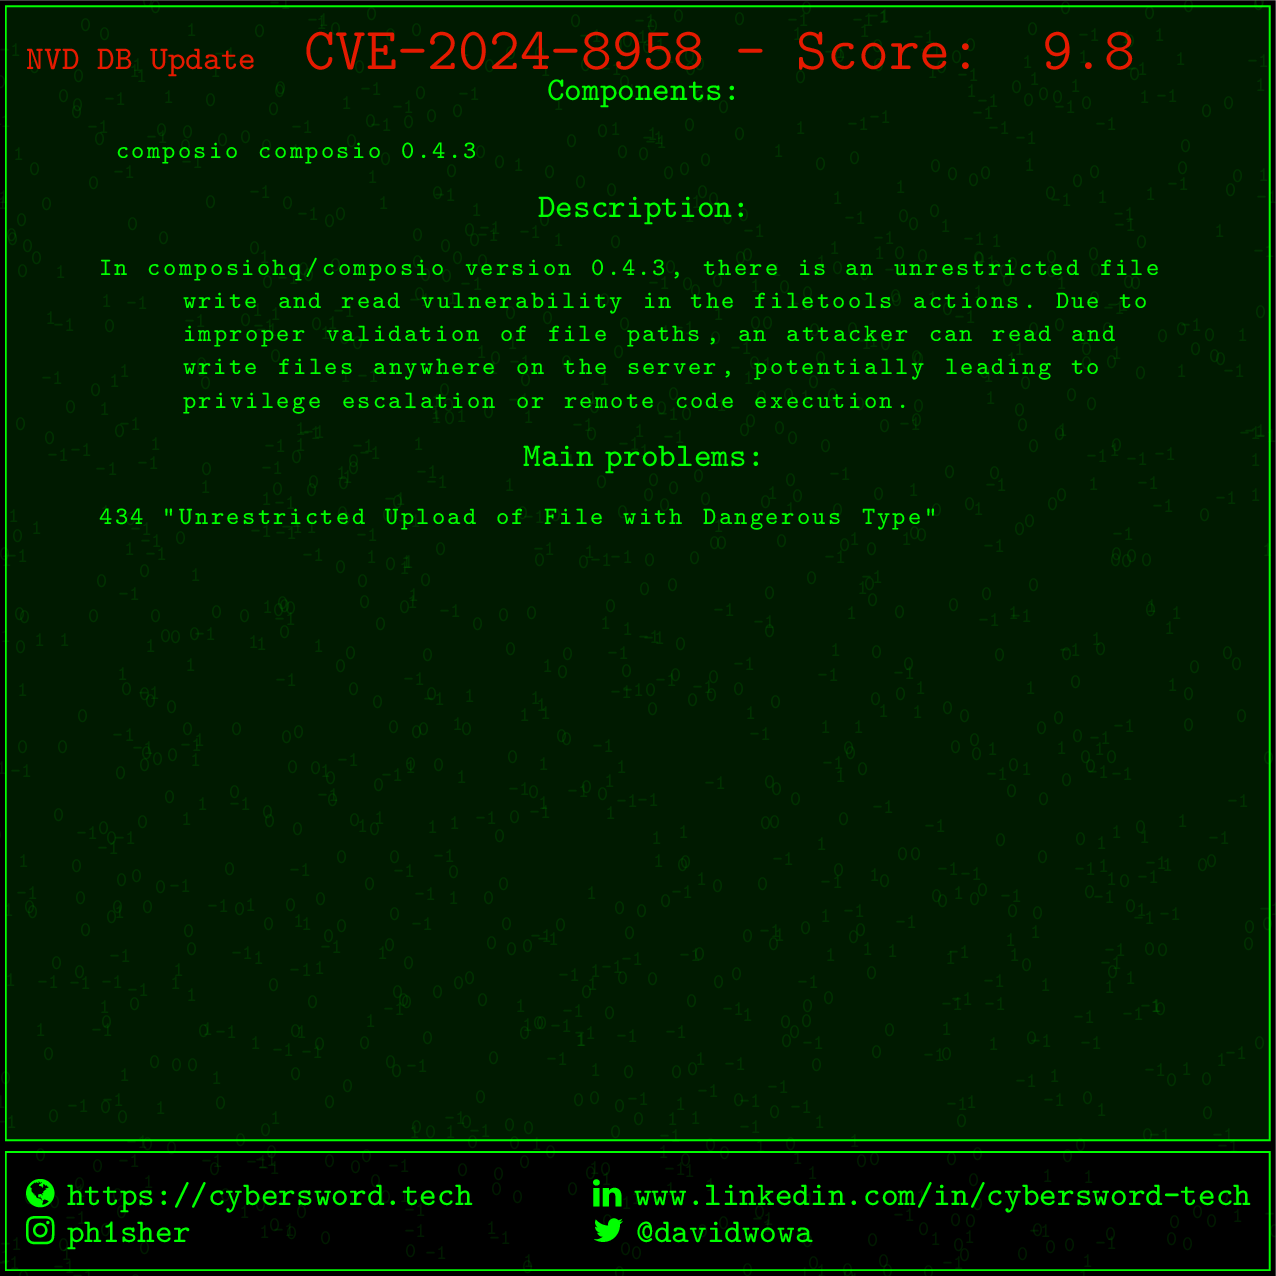 NVD DB Update CVE-2024-8958 - Score: 9.8
Components:
composio composio 0.4.3
Description:
In composiohq/composio version 0.4.3, there is an unrestricted file
write and read vulnerability in the filetools actions. Due to
improper validation of file paths, an attacker can read and
write files anywhere on the server, potentially leading to
privilege escalation or remote code execution.
Main problems:
434 "Unrestricted Upload of File with Dangerous Type"
https://cybersword.tech
www.linkedin.com/in/cybersword-tech
ph1sher
@davidwowa